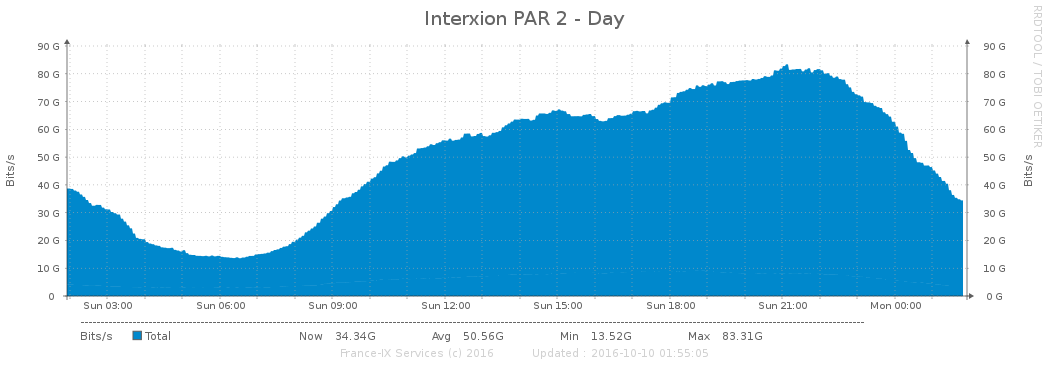 Interxion PAR 2 - Day
RRDTOOL / TOBI OETIKER
Bits/s
90 G 90 G
80 G 80 G
70 G 70 G
60 G 60 G
50 G 50 G
40 G 40 G
30 G 30 G
20 G 20 G
10 G 10 G
0 0 G
Bits/s
Sun 03:00 Sun 06:00 Sun 09:00 Sun 12:00 Sun 15:00 Sun 18:00 Sun 21:00 Mon 00:00
Bits/s Total Now 34.34G Avg 50.56G Min 13.52G Max 83.31G
France-IX Services (c) 2016 Updated : 2016-10-10 01:55:05